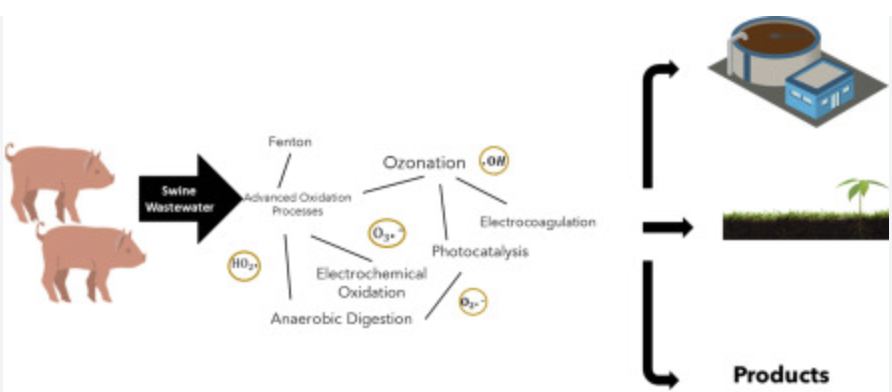 Swine
Wastewater
Fenton
Advanced Oxidation
Processes
Ozonation
.OH
Electrocoagulation
O₃•⁻
Photocatalysis
HO₂•
Electrochemical
Oxidation
O₂•⁻
Anaerobic Digestion
Products